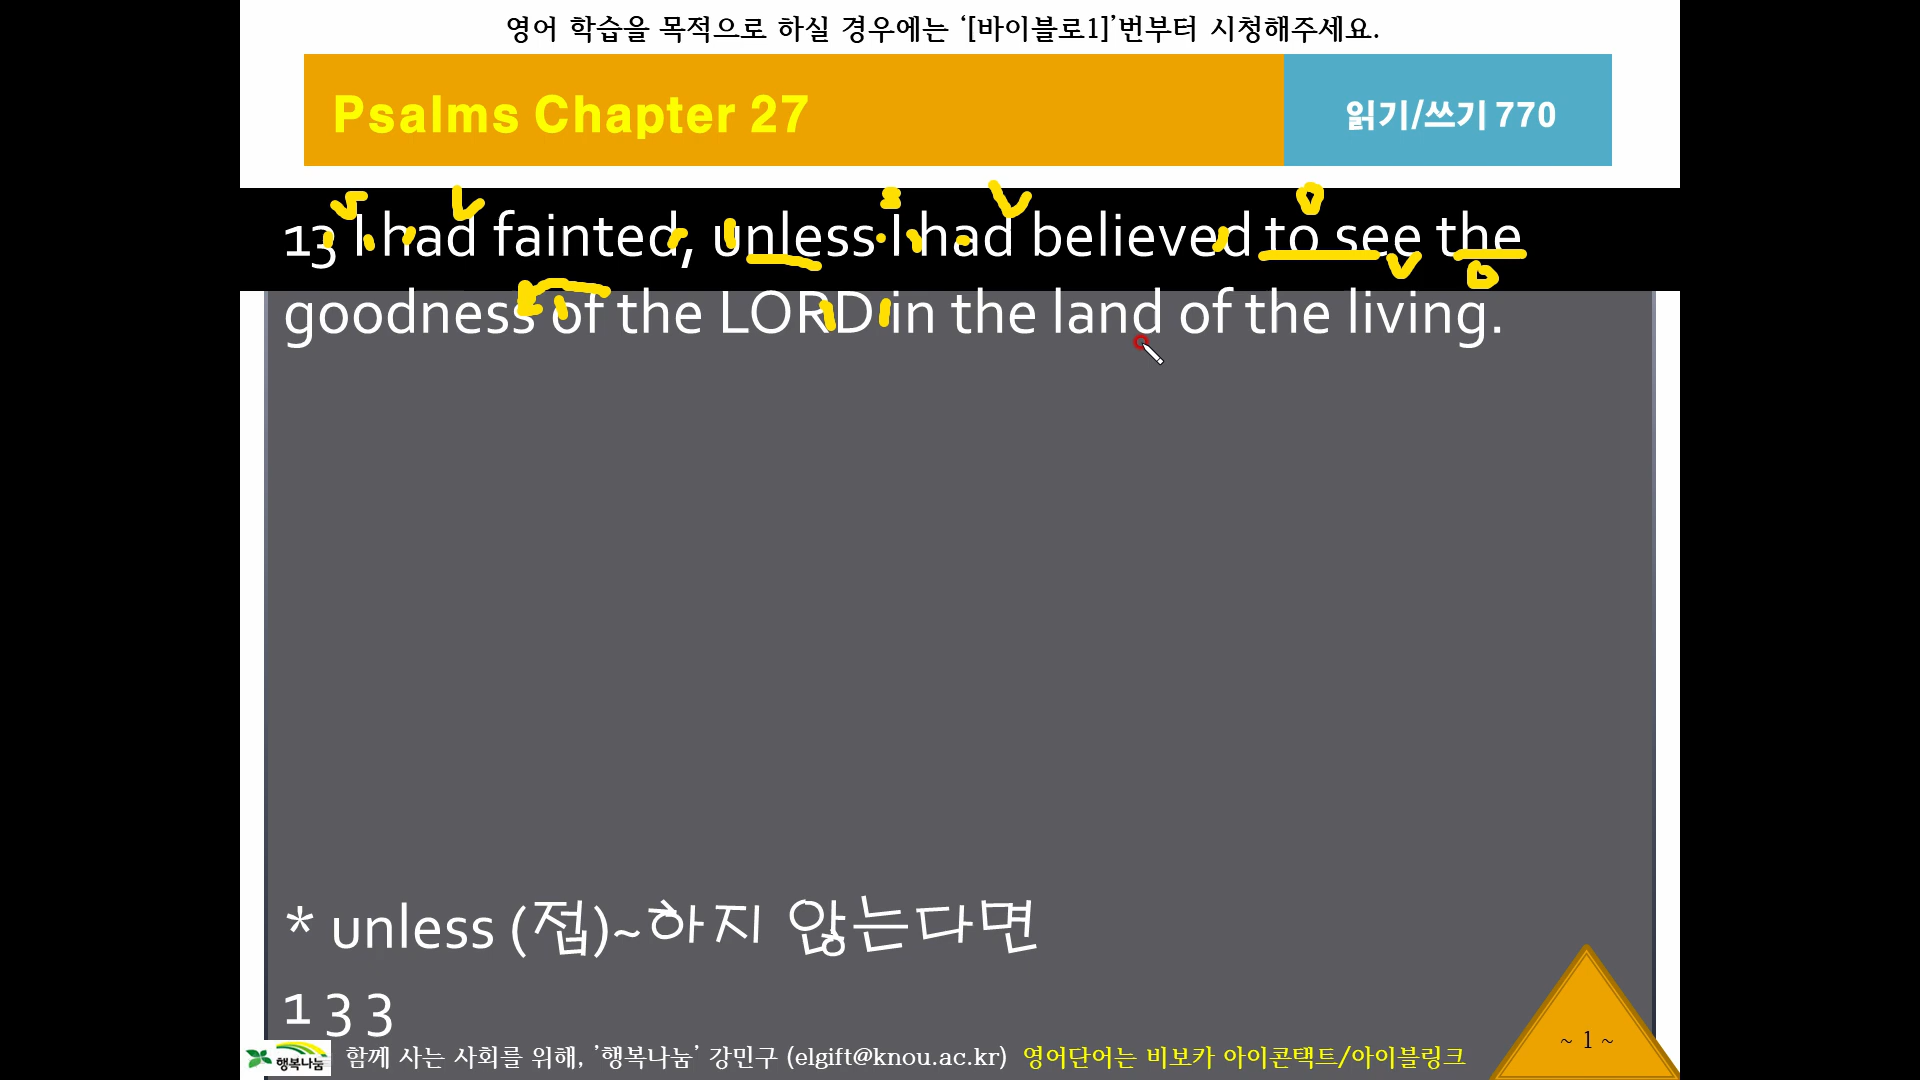 영어 학습을 목적으로 하실 경우에는 ‘[바이블로1]’번부터 시청해주세요.
Psalms Chapter 27
읽기/쓰기 770
13 I had fainted, unless I had believed to see the
goodness of the LORD in the land of the living.
* unless (접)~하지 않는다면
1 3 3
행복나눔 함께 사는 사회를 위해, ’행복나눔’ 강민구 (elgift@knou.ac.kr) 영어단어는 비보카 아이콘택트/아이블링크
~ 1 ~